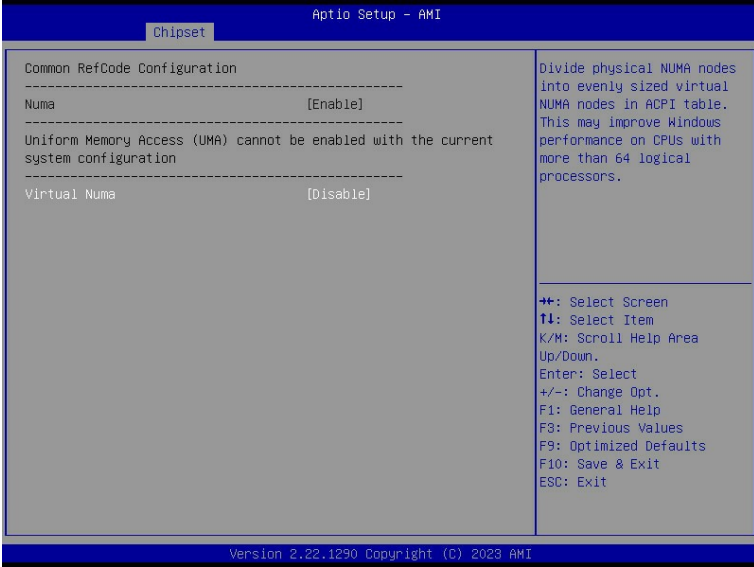 Aptio Setup - AMI
Chipset
Common RefCode Configuration
------------------------------------------------
Numa [Enable]
------------------------------------------------
Uniform Memory Access (UMA) cannot be enabled with the current
system configuration
------------------------------------------------
Virtual Numa [Disable]
Divide physical NUMA nodes
into evenly sized virtual
NUMA nodes in ACPI table.
This may improve Windows
performance on CPUs with
more than 64 logical
processors.
→←: Select Screen
↑↓: Select Item
K/M: Scroll Help Area
Up/Down.
Enter: Select
+/-: Change Opt.
F1: General Help
F3: Previous Values
F9: Optimized Defaults
F10: Save & Exit
ESC: Exit
Version 2.22.1290 Copyright (C) 2023 AMI